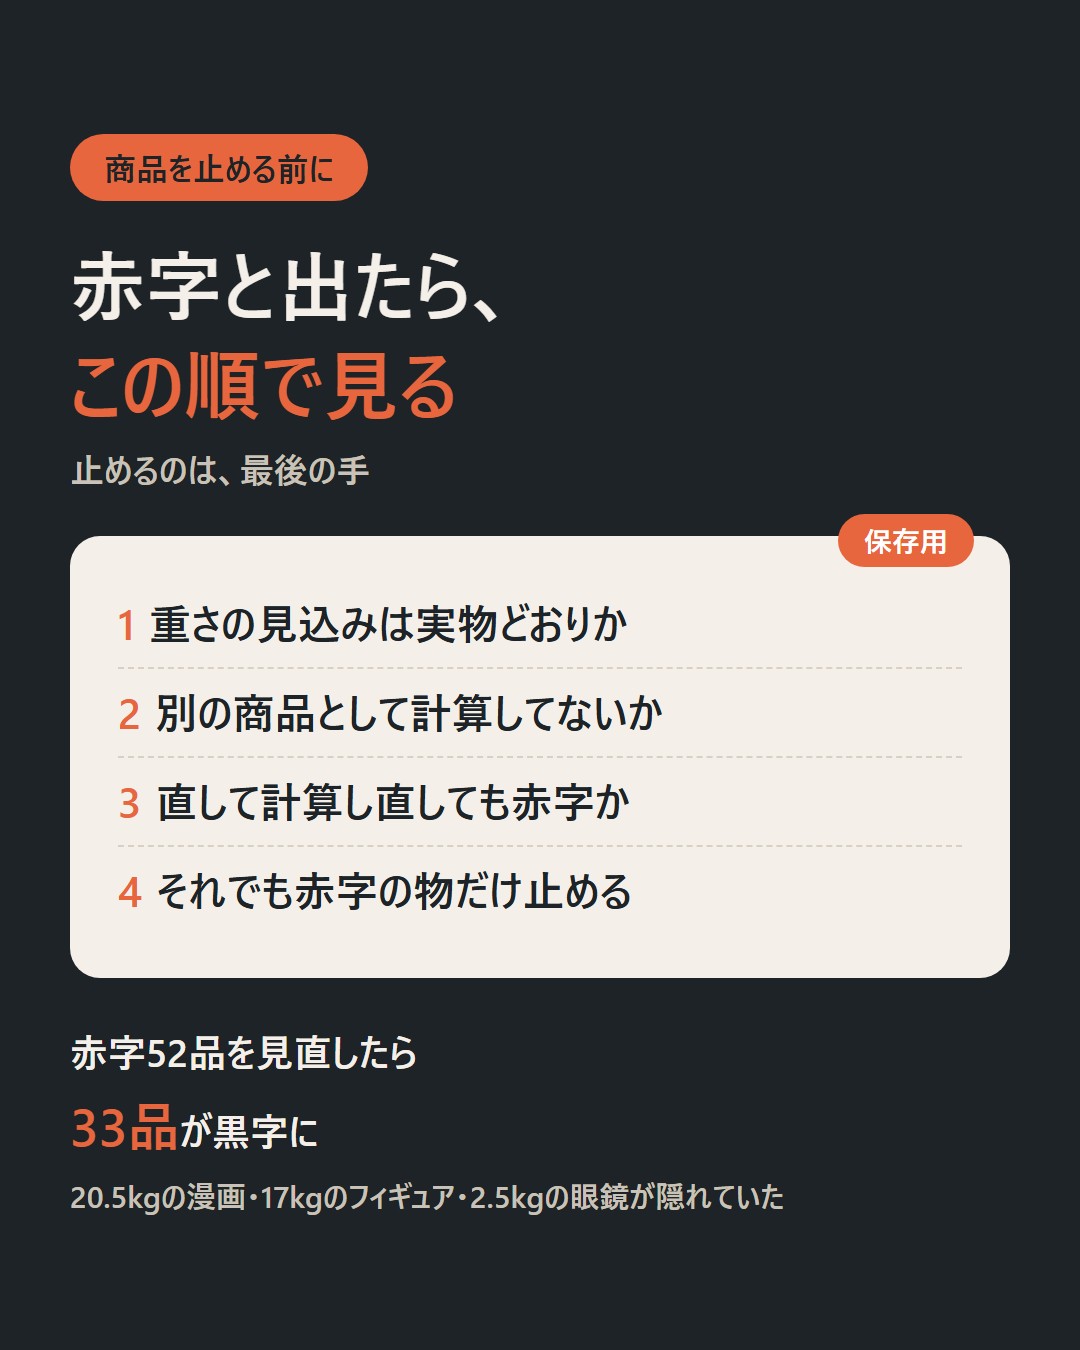 商品を止める前に
赤字と出たら、
この順で見る
止めるのは、最後の手
保存用
1 重さの見込みは実物どおりか
2 別の商品として計算してないか
3 直して計算し直しても赤字か
4 それでも赤字の物だけ止める
赤字52品を見直したら
33品が黒字に
20.5kgの漫画・17kgのフィギュア・2.5kgの眼鏡が隠れていた